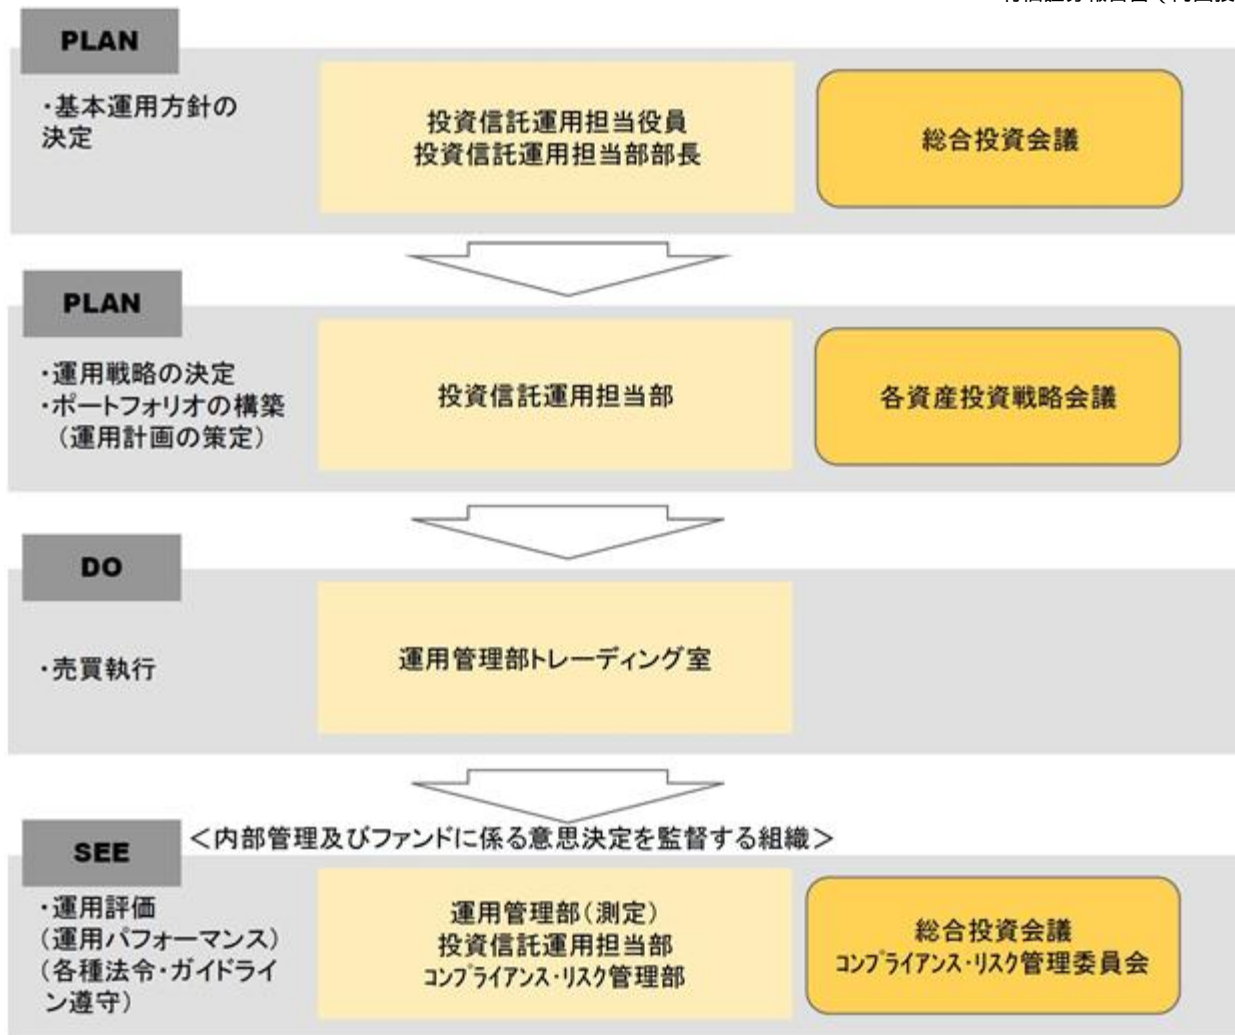 PLAN
・基本運用方針の
決定
投資信託運用担当役員
投資信託運用担当部部長
総合投資会議
PLAN
・運用戦略の決定
・ポートフォリオの構築
(運用計画の策定)
投資信託運用担当部
各資産投資戦略会議
DO
・売買執行
運用管理部トレーディング室
SEE
＜内部管理及びファンドに係る意思決定を監督する組織＞
・運用評価
(運用パフォーマンス)
(各種法令・ガイドライ
ン遵守)
運用管理部(測定)
投資信託運用担当部
ｺﾝﾌﾟﾗｲｱﾝｽ・ﾘｽｸ管理部
総合投資会議
ｺﾝﾌﾟﾗｲｱﾝｽ・ﾘｽｸ管理委員会